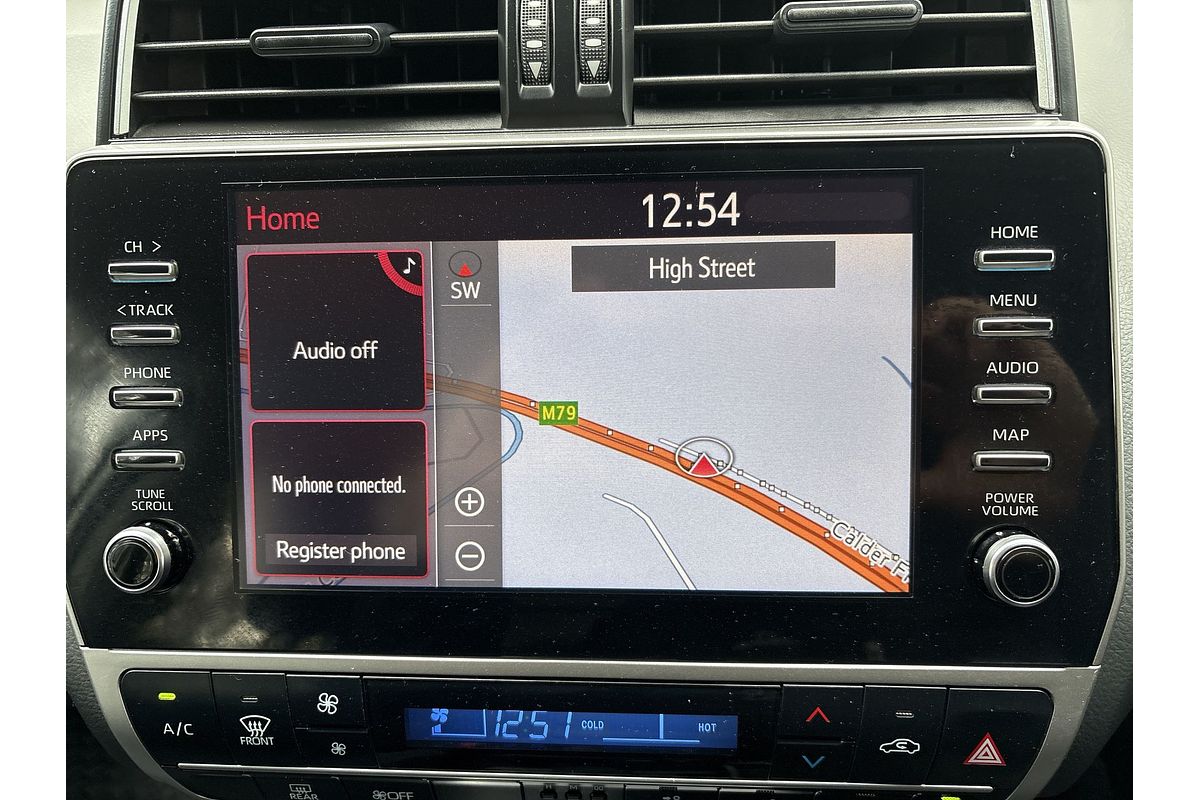 Home
12:54
CH >
<TRACK
PHONE
APPS
TUNE
SCROLL
♪
Audio off
No phone connected.
Register phone
SW
High Street
M79
Calder F
HOME
MENU
AUDIO
MAP
POWER
VOLUME
A/C
FRONT
12:51
COLD
HOT
REAR
OFF